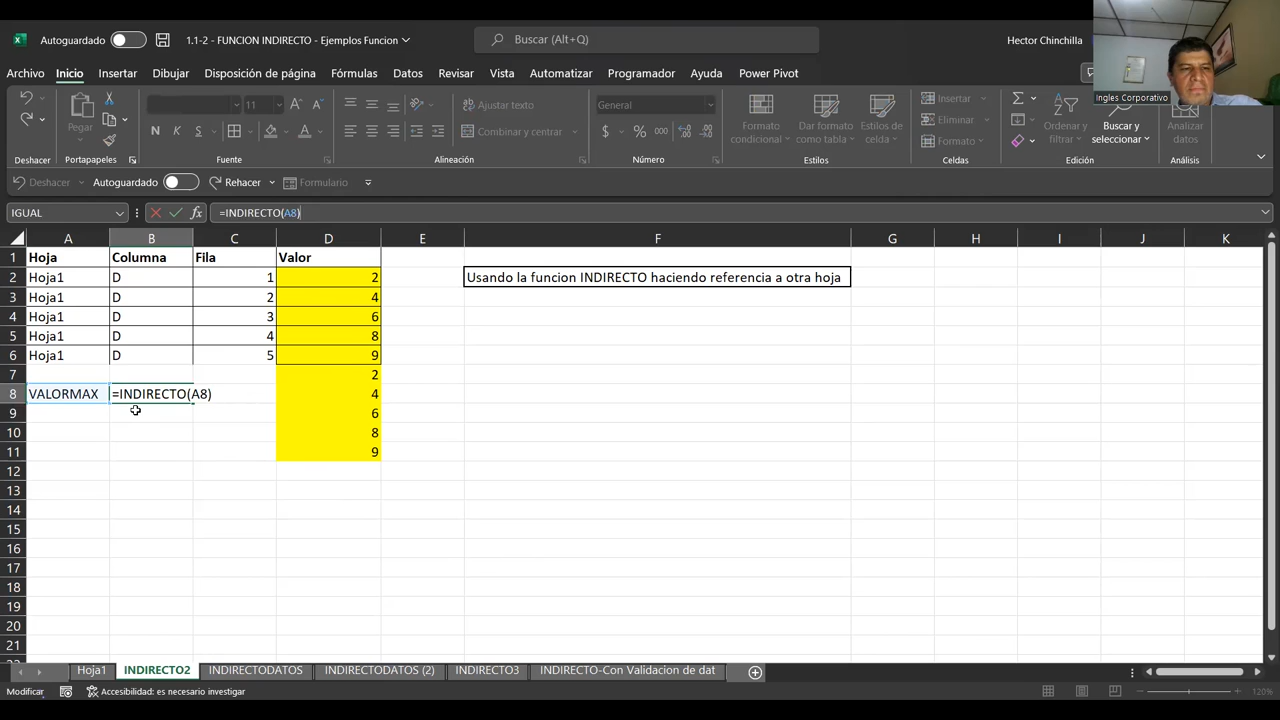 Autoguardado
1.1-2 - FUNCION INDIRECTO - Ejemplos Funcion
Buscar (Alt+Q)
Hector Chinchilla
Ingles Corporativo
Archivo Inicio Insertar Dibujar Disposición de página Fórmulas Datos Revisar Vista Automatizar Programador Ayuda Power Pivot
Pegar
11
N K S
Ajustar texto
Combinar y centrar
General
$ % 000
Formato condicional
Dar formato como tabla
Estilos de celda
Insertar
Eliminar
Formato
Ordenar y filtrar
Buscar y seleccionar
Analizar datos
Deshacer Portapapeles Fuente Alineación Número Estilos Celdas Edición Análisis
Deshacer Autoguardado Rehacer Formulario
IGUAL =INDIRECTO(A8)
A B C D E F G H I J K
1 Hoja Columna Fila Valor
2 Hoja1 D 1 2 Usando la funcion INDIRECTO haciendo referencia a otra hoja
3 Hoja1 D 2 4
4 Hoja1 D 3 6
5 Hoja1 D 4 8
6 Hoja1 D 5 9
7 2
8 VALORMAX =INDIRECTO(A8) 4
9 6
10 8
11 9
12
13
14
15
16
17
18
19
20
21
Hoja1 INDIRECTO2 INDIRECTODATOS INDIRECTODATOS (2) INDIRECTO3 INDIRECTO-Con Validacion de dat
Modificar Accesibilidad: es necesario investigar 120%